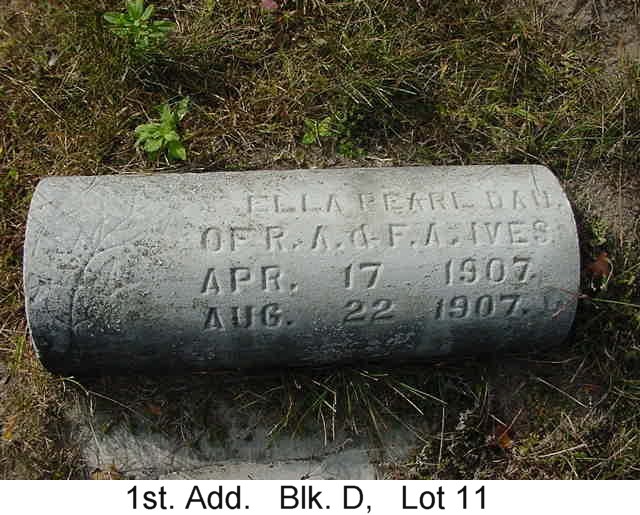 ELLA PEARL DAU.
OF R. A. & F. A. IVES
APR. 17 1907.
AUG. 22 1907.
1st. Add. Blk. D, Lot 11